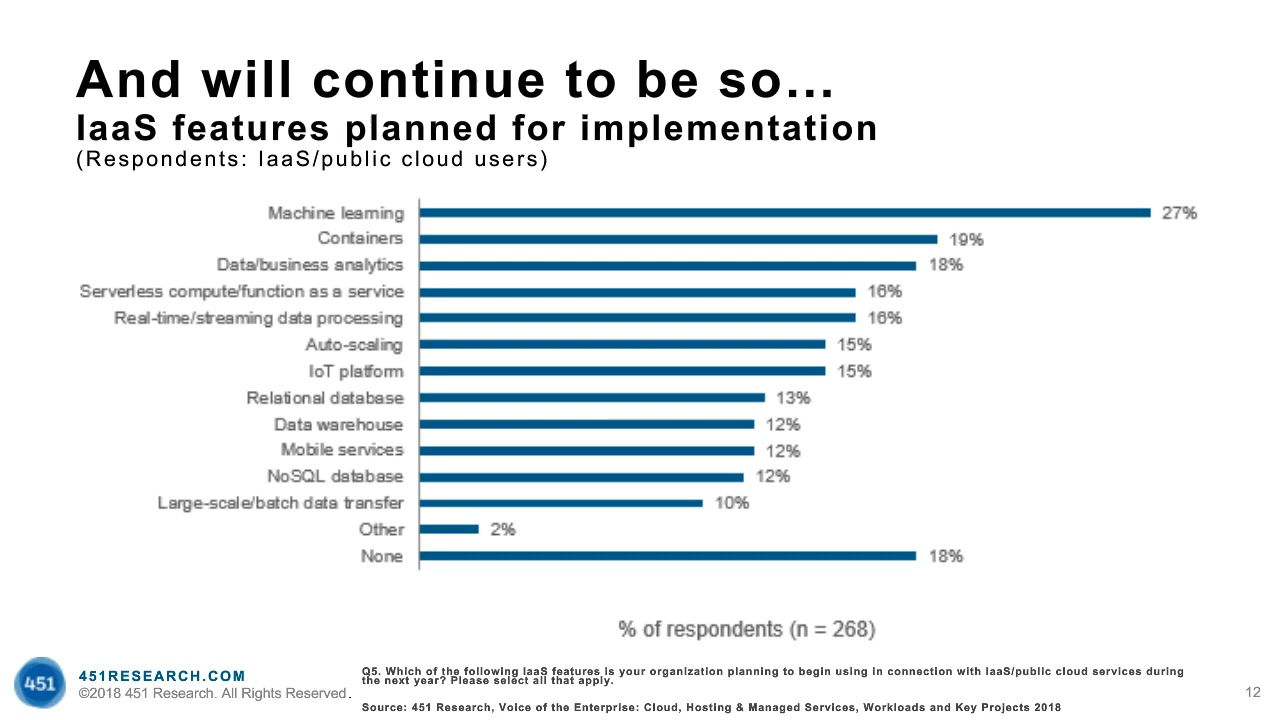 And will continue to be so...
IaaS features planned for implementation
(Respondents: IaaS/public cloud users)
Machine learning 27%
Containers 19%
Data/business analytics 18%
Serverless compute/function as a service 16%
Real-time/streaming data processing 16%
Auto-scaling 15%
IoT platform 15%
Relational database 13%
Data warehouse 12%
Mobile services 12%
NoSQL database 12%
Large-scale/batch data transfer 10%
Other 2%
None 18%
% of respondents (n = 268)
451
451RESEARCH.COM
©2018 451 Research. All Rights Reserved.
Q5. Which of the following IaaS features is your organization planning to begin using in connection with IaaS/public cloud services during
the next year? Please select all that apply.
Source: 451 Research, Voice of the Enterprise: Cloud, Hosting & Managed Services, Workloads and Key Projects 2018
12